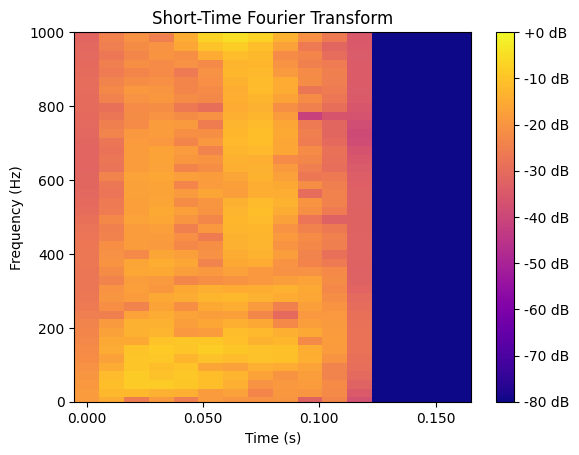 Short-Time Fourier Transform
Frequency (Hz)
1000
800
600
400
200
0
0.000
0.050
0.100
0.150
Time (s)
+0 dB
-10 dB
-20 dB
-30 dB
-40 dB
-50 dB
-60 dB
-70 dB
-80 dB